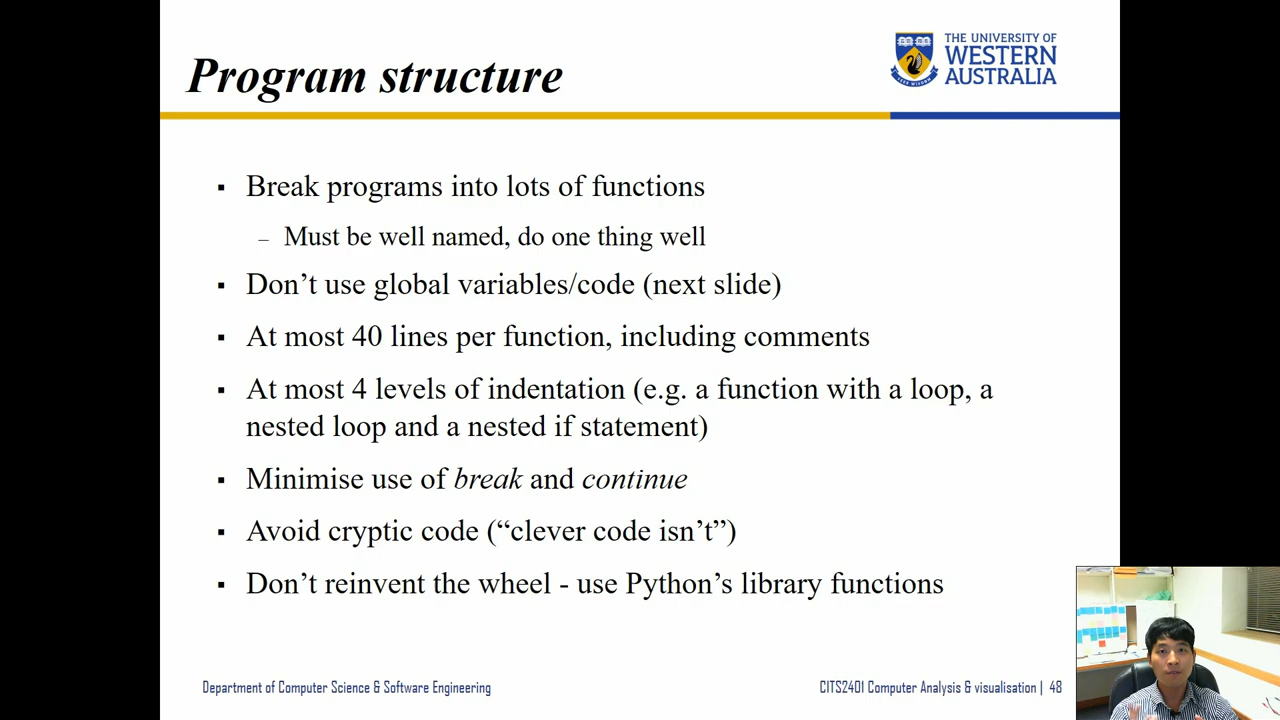 Program structure
THE UNIVERSITY OF
WESTERN
AUSTRALIA
▪ Break programs into lots of functions
– Must be well named, do one thing well
▪ Don’t use global variables/code (next slide)
▪ At most 40 lines per function, including comments
▪ At most 4 levels of indentation (e.g. a function with a loop, a
nested loop and a nested if statement)
▪ Minimise use of break and continue
▪ Avoid cryptic code (“clever code isn’t”)
▪ Don’t reinvent the wheel - use Python’s library functions
Department of Computer Science & Software Engineering
CITS2401 Computer Analysis & visualisation | 48